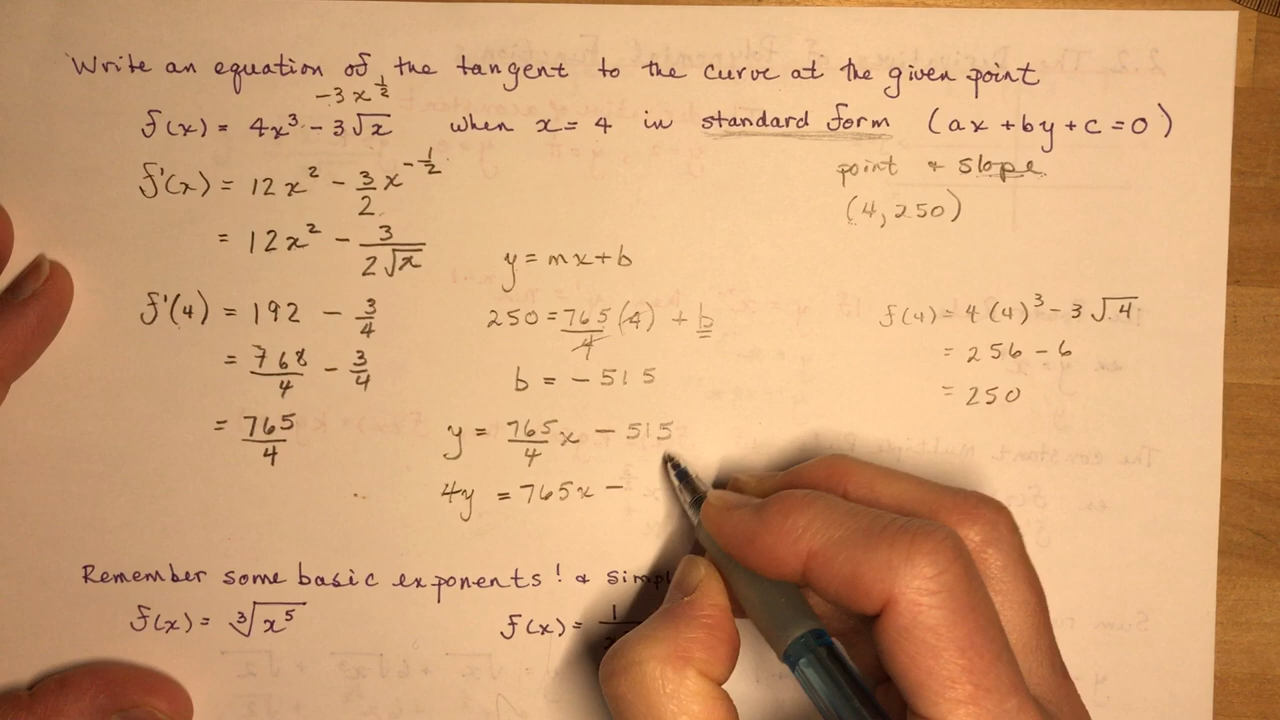 Write an equation of the tangent to the curve at the given point
-3x^½
f(x) = 4x³ - 3√x when x = 4 in standard form (ax + by + c = 0)
f'(x) = 12x² - 3/2 x^-½
point & slope
(4, 250)
= 12x² - 3/(2√x)
f'(4) = 192 - 3/4
= 768/4 - 3/4
= 765/4
y = mx + b
250 = 765/4 (4) + b
b = -515
y = 765/4 x - 515
4y = 765x -
f(4) = 4(4)³ - 3√4
= 256 - 6
= 250
Remember some basic exponents! &
f(x) = ³√x⁵
f(x) = 1